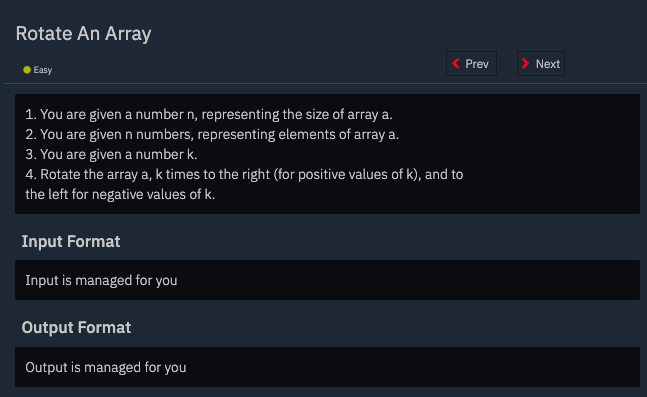 Rotate An Array
Easy
Prev
Next
1. You are given a number n, representing the size of array a.
2. You are given n numbers, representing elements of array a.
3. You are given a number k.
4. Rotate the array a, k times to the right (for positive values of k), and to
the left for negative values of k.
Input Format
Input is managed for you
Output Format
Output is managed for you